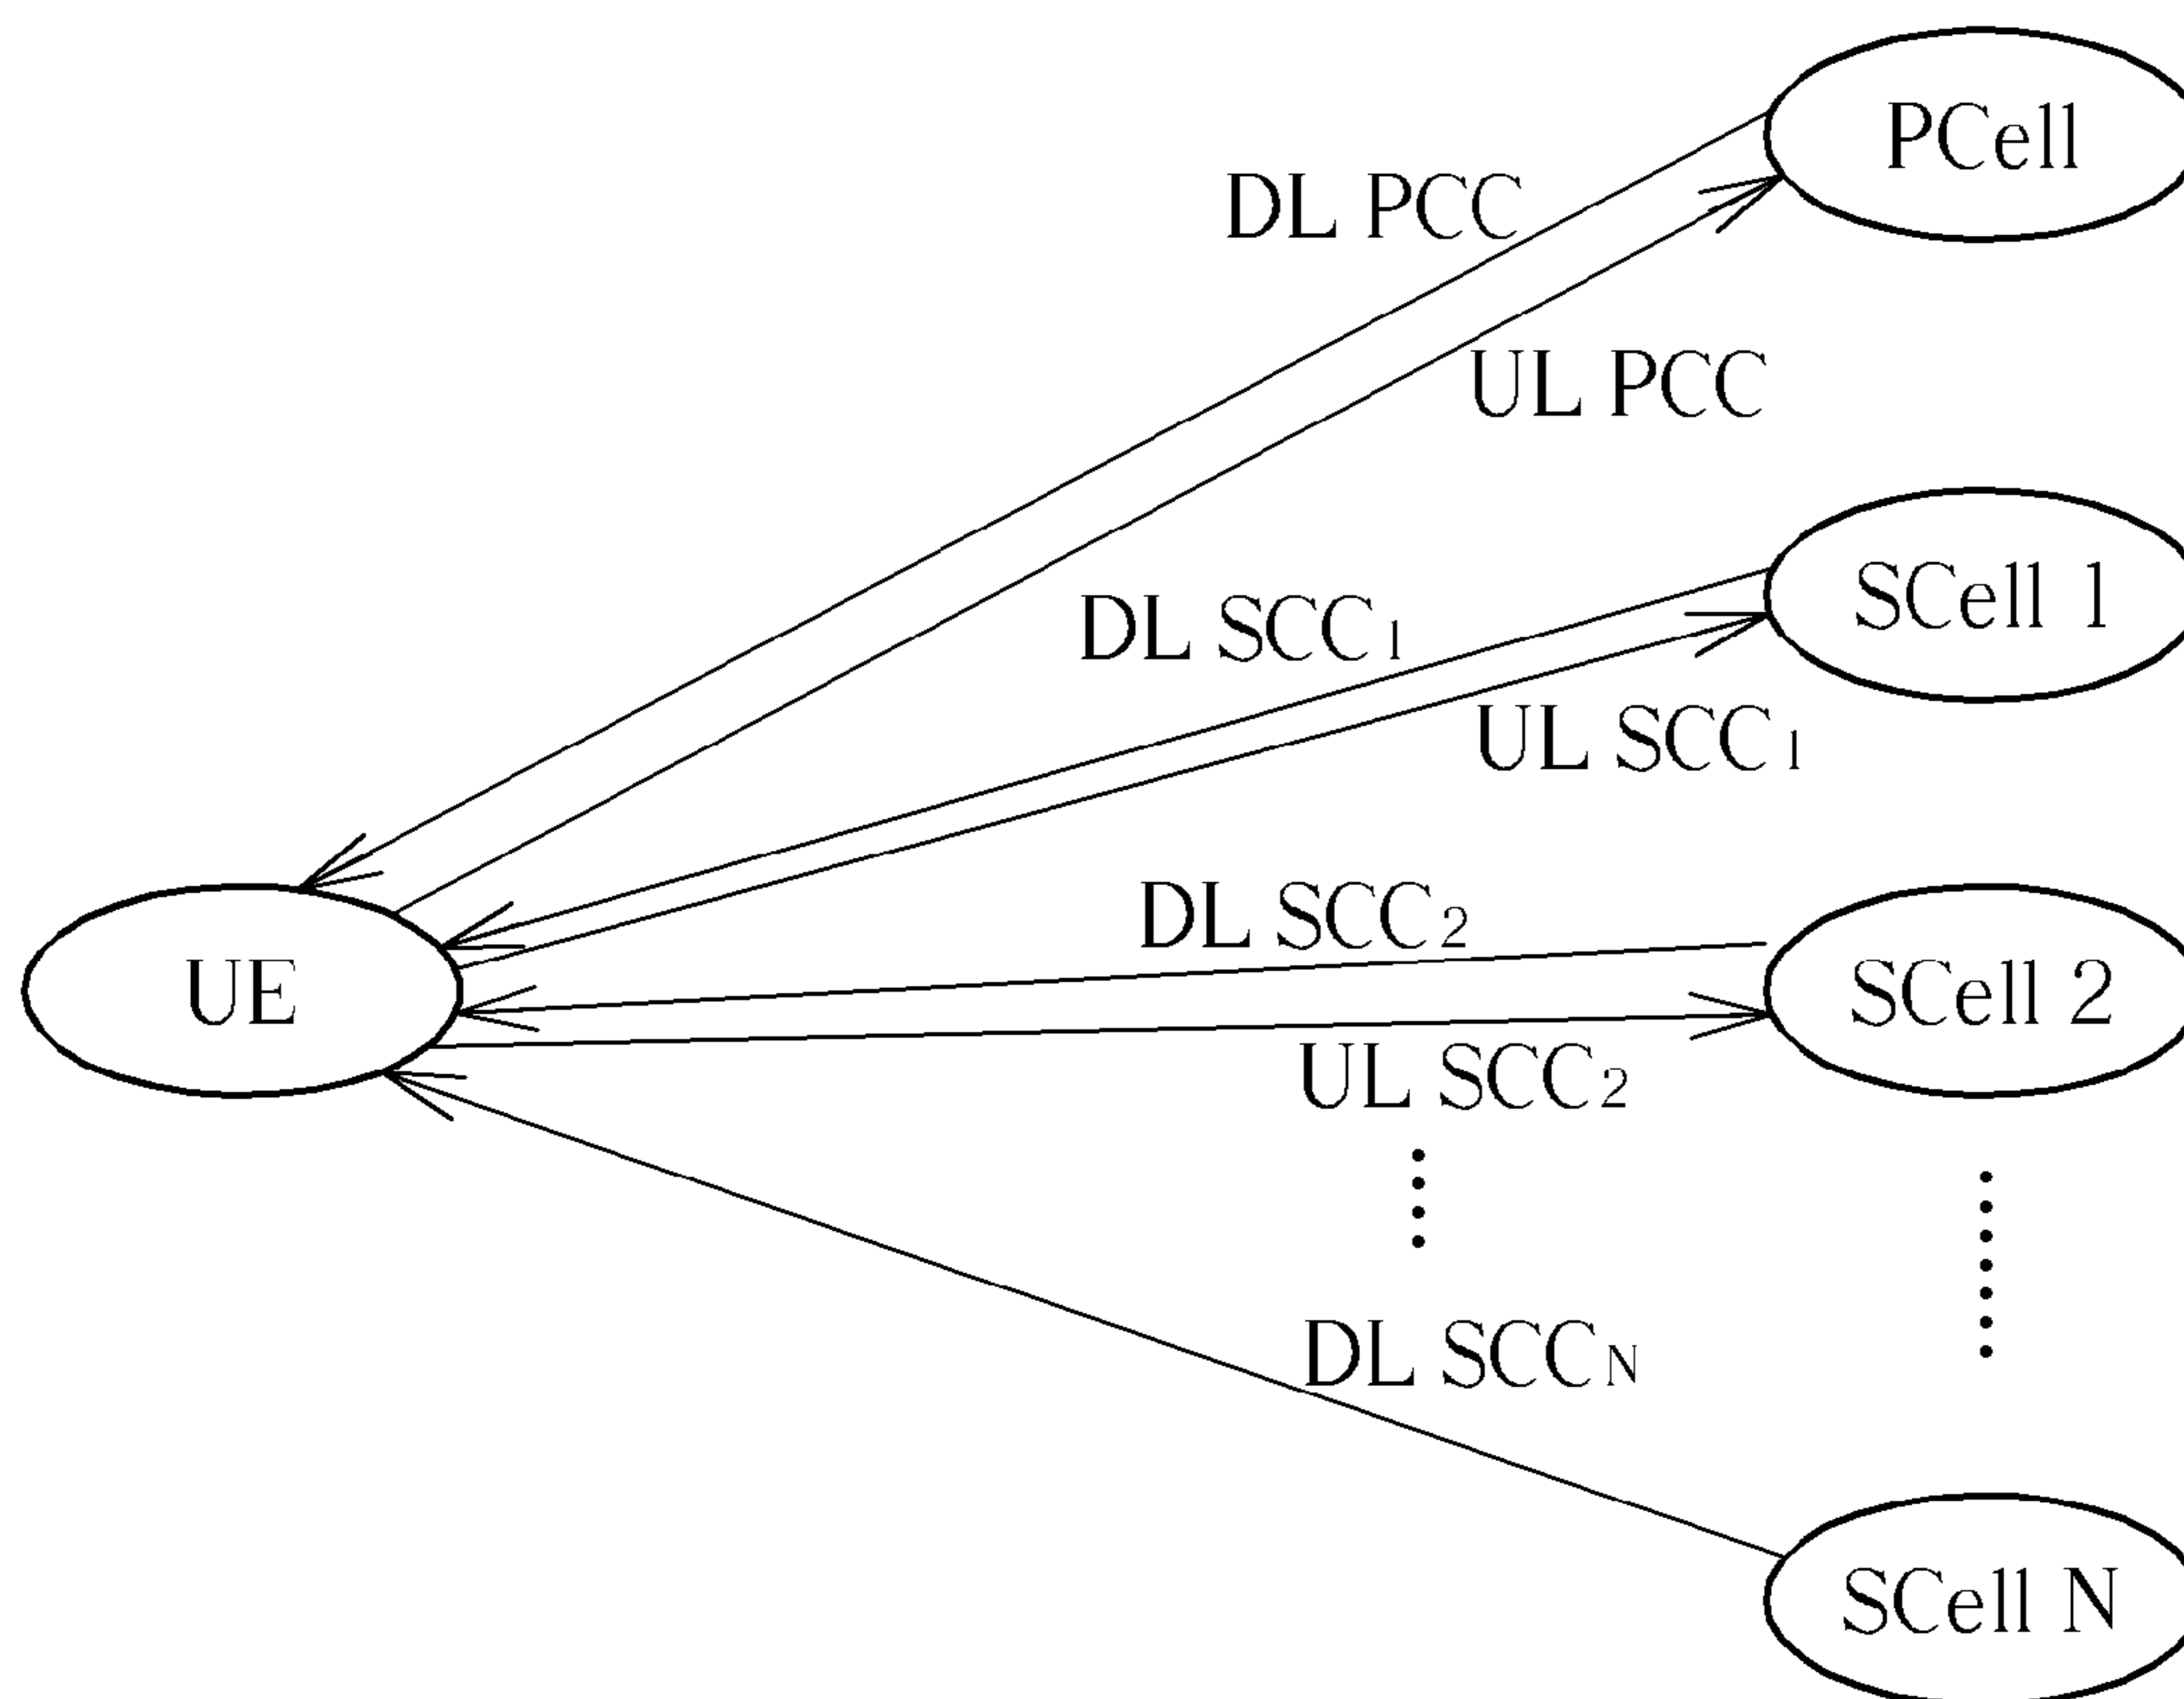 PCell
DL PCC
UL PCC
SCell 1
DL SCC1
UL SCC1
DL SCC2
UE
SCell 2
UL SCC2
DL SCCN
SCell N